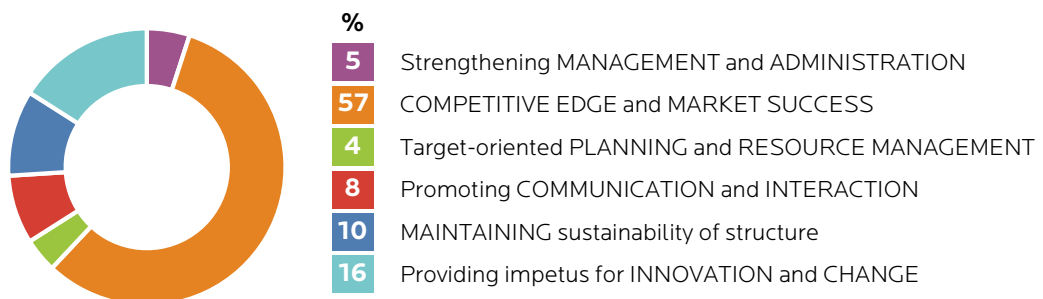 %
5 Strengthening MANAGEMENT and ADMINISTRATION
57 COMPETITIVE EDGE and MARKET SUCCESS
4 Target-oriented PLANNING and RESOURCE MANAGEMENT
8 Promoting COMMUNICATION and INTERACTION
10 MAINTAINING sustainability of structure
16 Providing impetus for INNOVATION and CHANGE